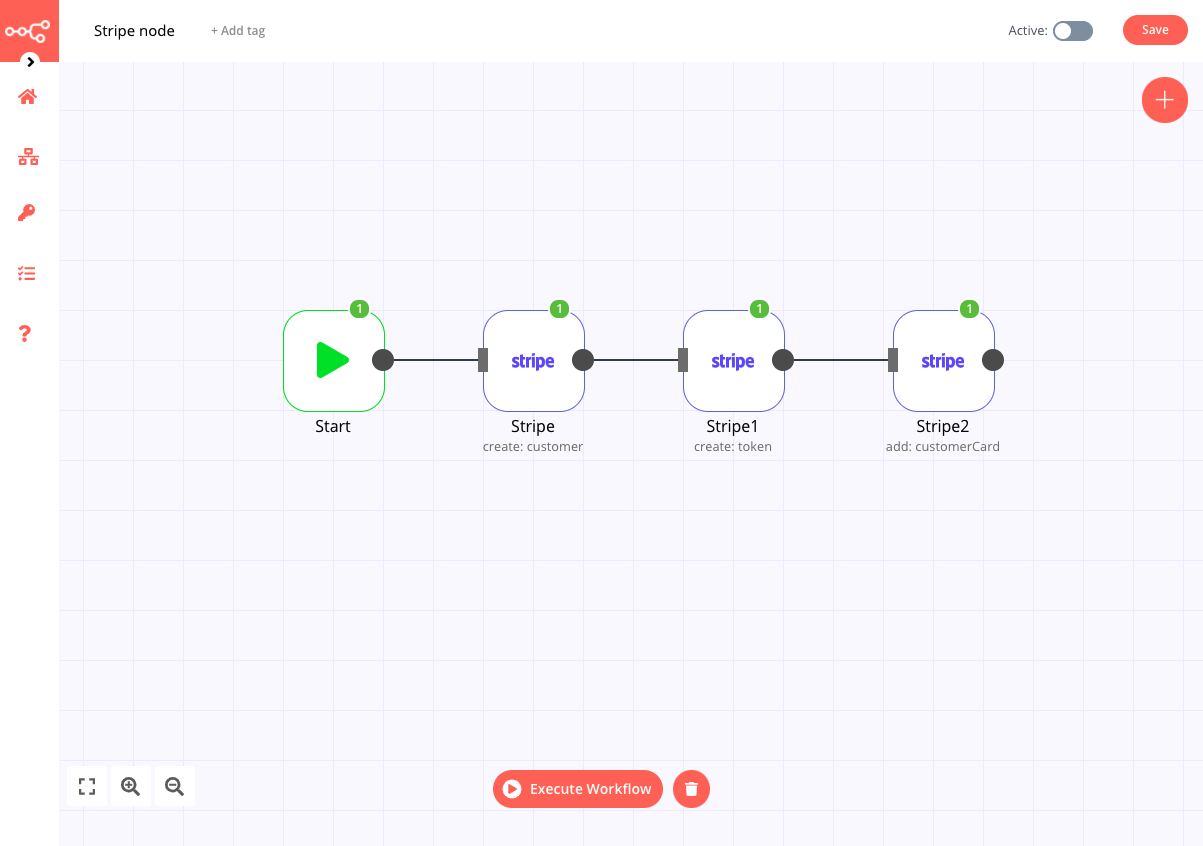 Stripe node
+ Add tag
Active:
Save
1
1
1
1
stripe
stripe
stripe
Start
Stripe
Stripe1
Stripe2
create: customer
create: token
add: customerCard
Execute Workflow